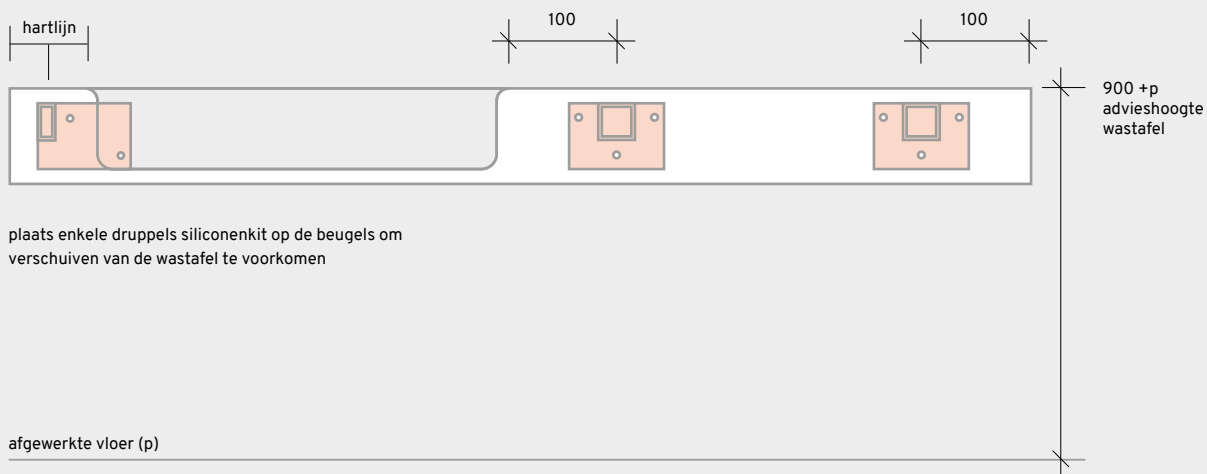 hartlijn
100
100
900 +p
advieshoogte
wastafel
plaats enkele druppels siliconenkit op de beugels om
verschuiven van de wastafel te voorkomen
afgewerkte vloer (p)